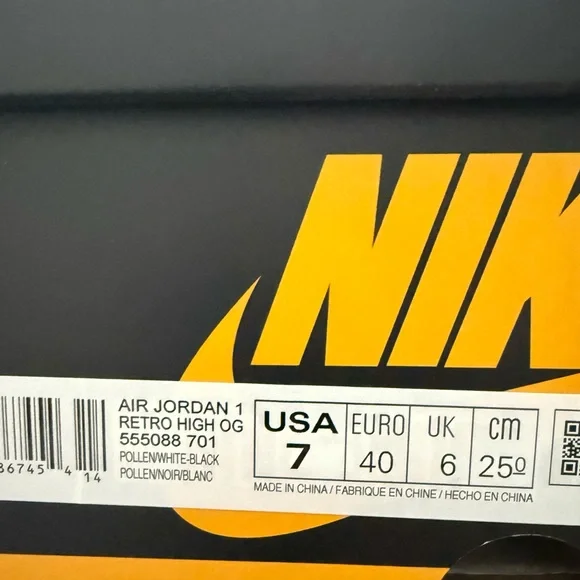 NIK
AIR JORDAN 1
RETRO HIGH OG
555088 701
POLLEN/WHITE-BLACK
POLLEN/NOIR/BLANC
USA EURO UK cm
7 40 6 250
86745 4 14
MADE IN CHINA / FABRIQUE EN CHINE / HECHO EN CHINA